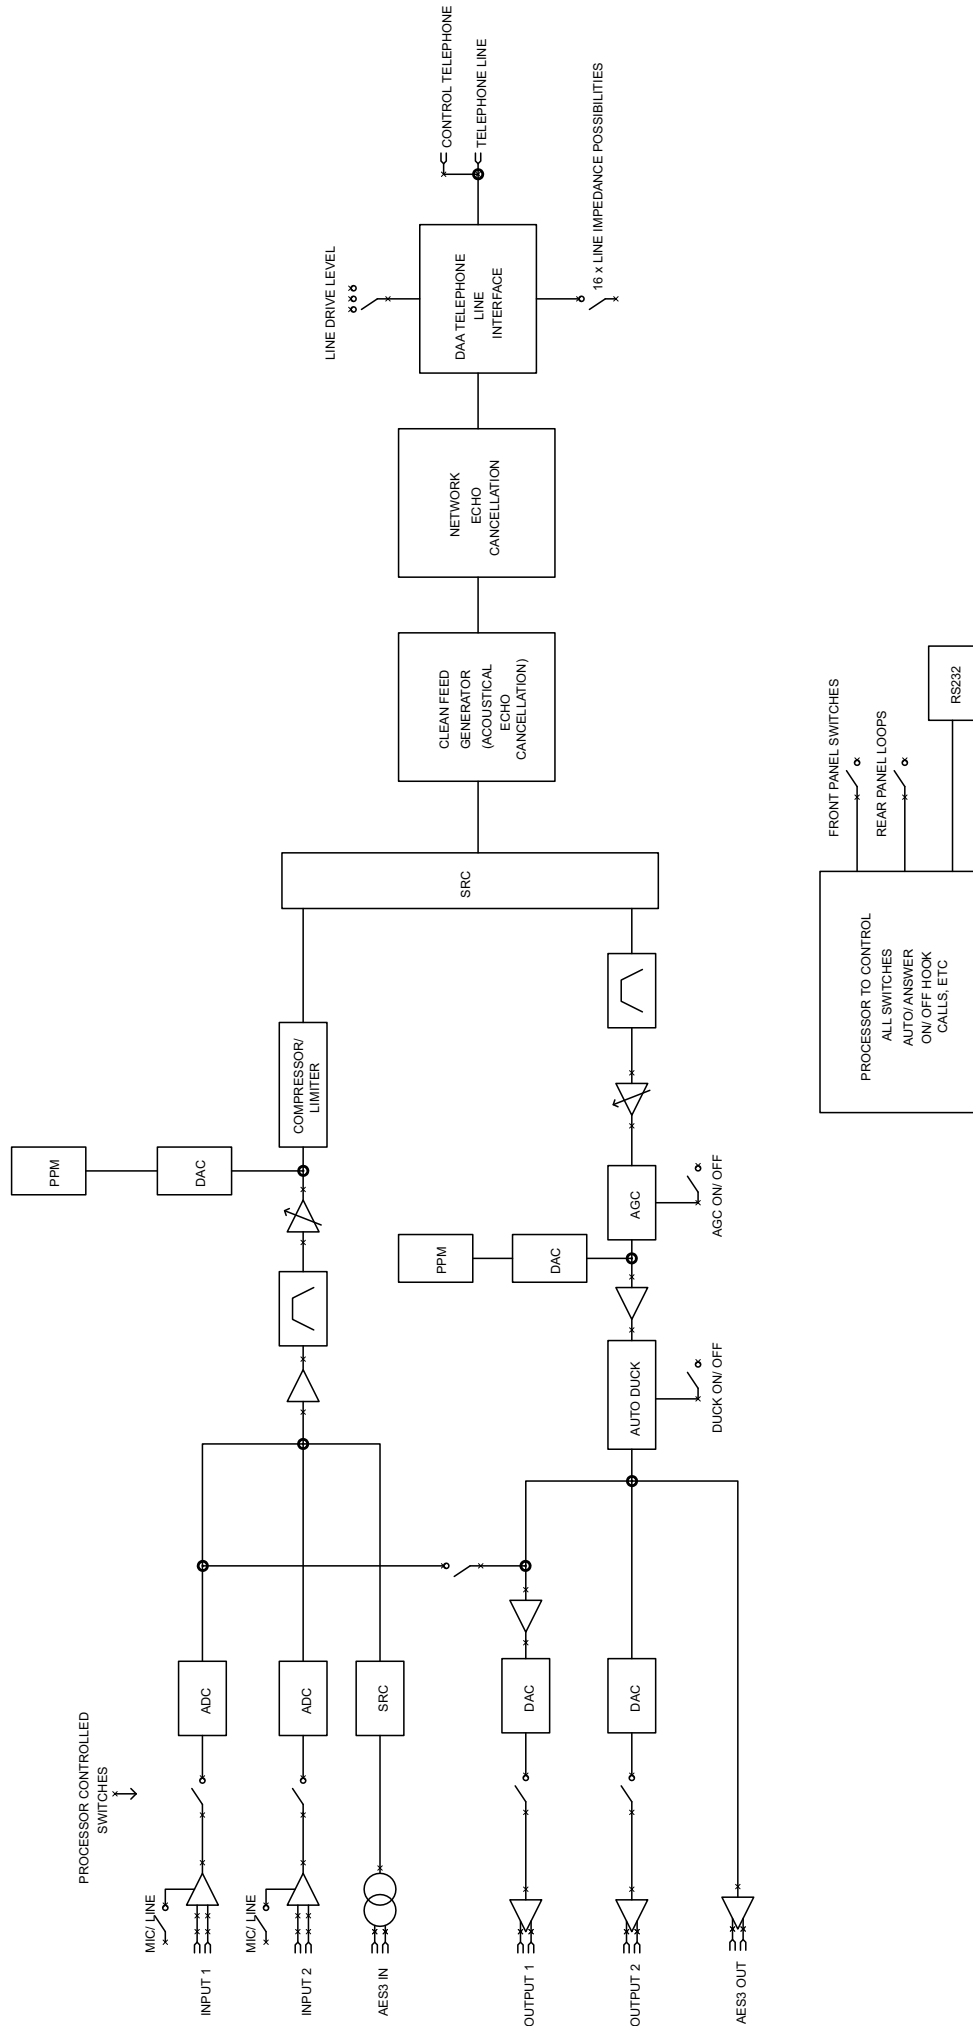 PROCESSOR CONTROLLED
SWITCHES
MIC/ LINE
INPUT 1
ADC
MIC/ LINE
INPUT 2
ADC
AES3 IN
SRC
PPM
DAC
COMPRESSOR/
LIMITER
SRC
CLEAN FEED
GENERATOR
(ACOUSTICAL
ECHO
CANCELLATION)
NETWORK
ECHO
CANCELLATION
LINE DRIVE LEVEL
DAA TELEPHONE
LINE
INTERFACE
CONTROL TELEPHONE
TELEPHONE LINE
16 x LINE IMPEDANCE POSSIBILITIES
OUTPUT 1
DAC
OUTPUT 2
DAC
AES3 OUT
AUTO DUCK
DUCK ON/ OFF
PPM
DAC
AGC
AGC ON/ OFF
PROCESSOR TO CONTROL
ALL SWITCHES
AUTO/ ANSWER
ON/ OFF HOOK
CALLS, ETC
FRONT PANEL SWITCHES
REAR PANEL LOOPS
RS232